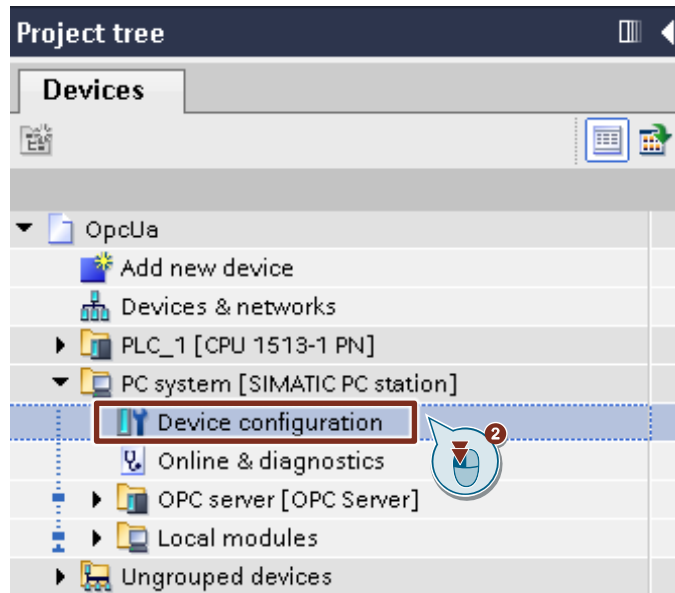 Project tree
Devices
OpcUa
Add new device
Devices & networks
PLC_1 [CPU 1513-1 PN]
PC system [SIMATIC PC station]
Device configuration
2
Online & diagnostics
OPC server [OPC Server]
Local modules
Ungrouped devices